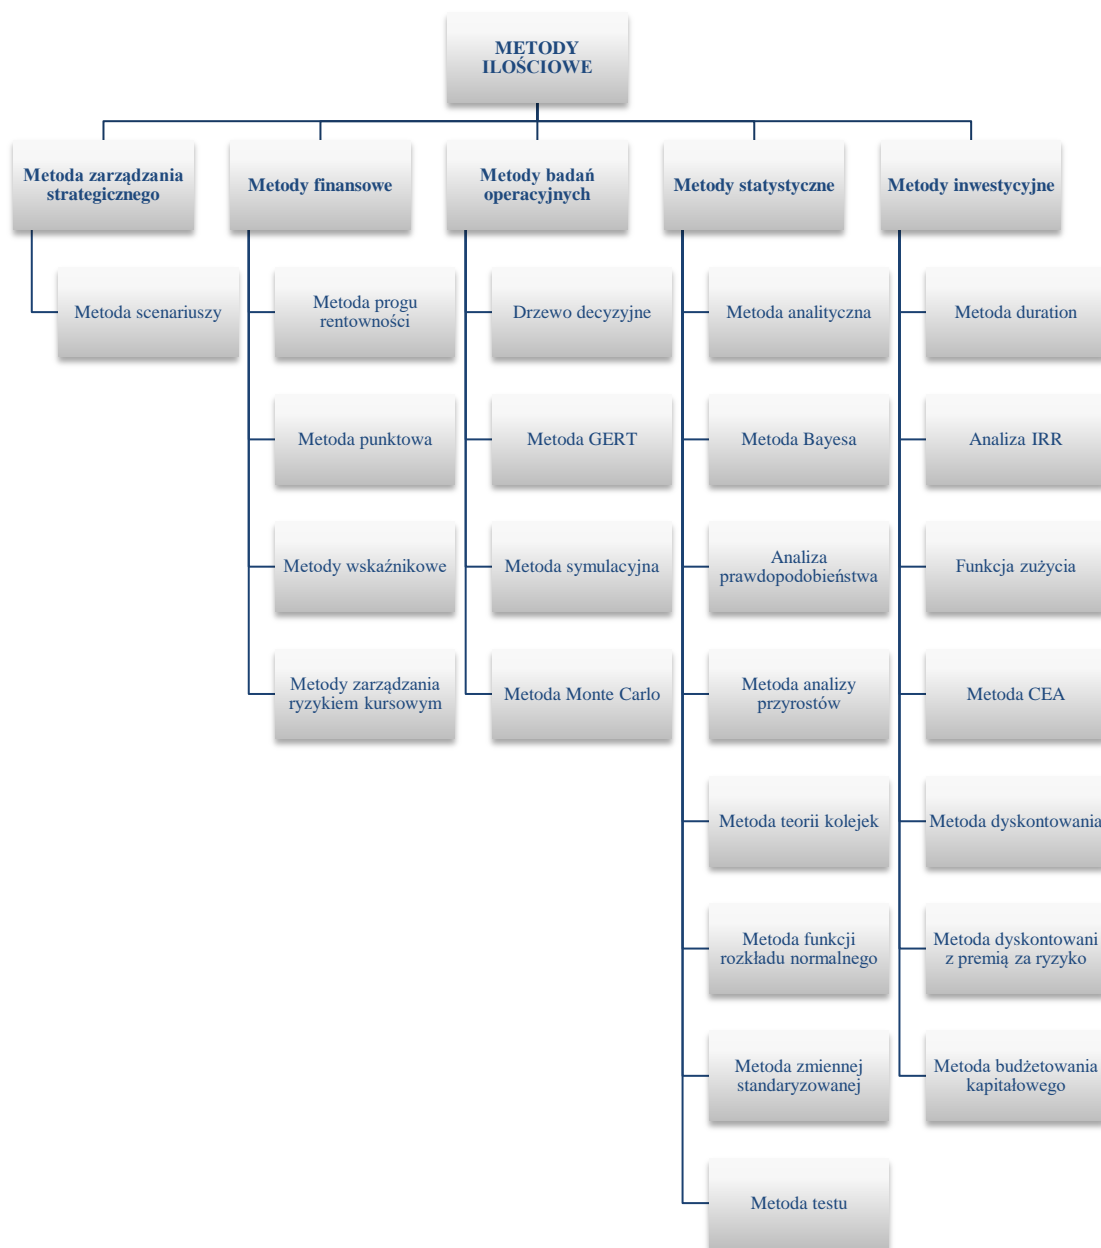 METODY
ILOŚCIOWE
Metoda zarządzania
strategicznego
Metoda scenariuszy
Metody finansowe
Metoda progu
rentowności
Metoda punktowa
Metody wskaźnikowe
Metody zarządzania
ryzykiem kursowym
Metody badań
operacyjnych
Drzewo decyzyjne
Metoda GERT
Metoda symulacyjna
Metoda Monte Carlo
Metody statystyczne
Metoda analityczna
Metoda Bayesa
Analiza
prawdopodobieństwa
Metoda analizy
przyrostów
Metoda teorii kolejek
Metoda funkcji
rozkładu normalnego
Metoda zmiennej
standaryzowanej
Metoda testu
Metody inwestycyjne
Metoda duration
Analiza IRR
Funkcja zużycia
Metoda CEA
Metoda dyskontowania
Metoda dyskontowani
z premią za ryzyko
Metoda budżetowania
kapitałowego